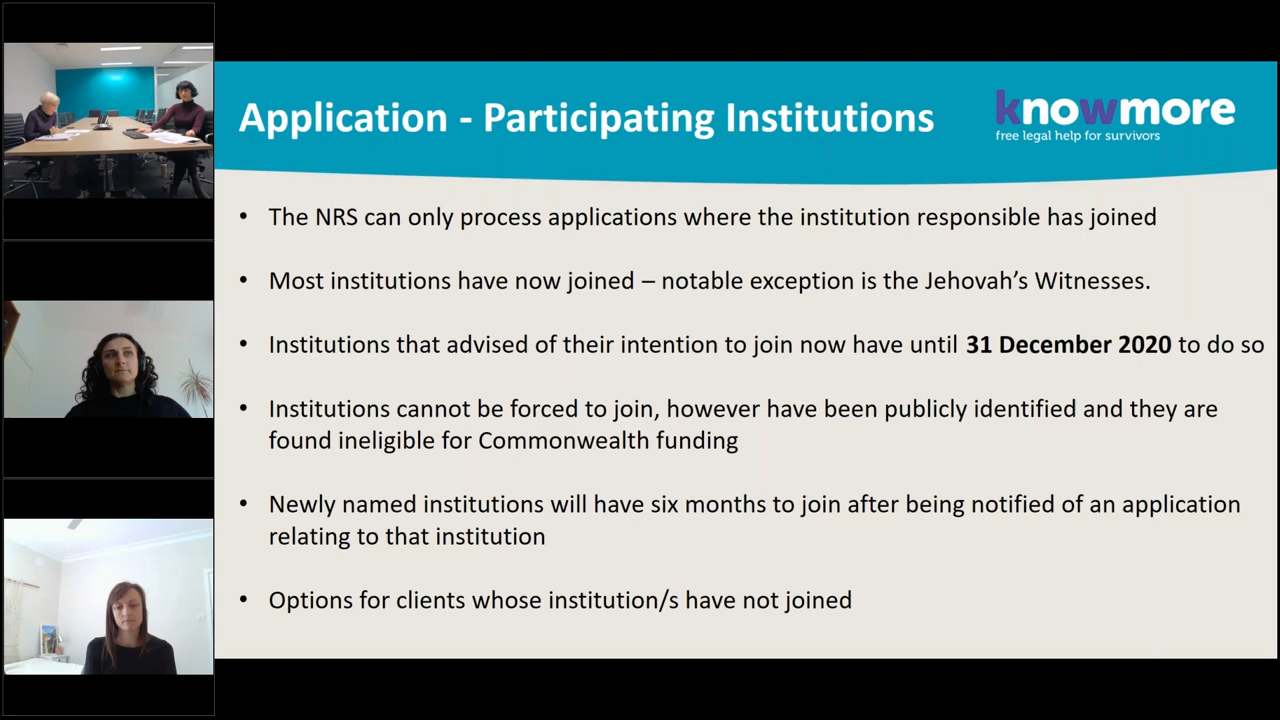 Application - Participating Institutions
knowmore
free legal help for survivors
• The NRS can only process applications where the institution responsible has joined
• Most institutions have now joined – notable exception is the Jehovah's Witnesses.
• Institutions that advised of their intention to join now have until 31 December 2020 to do so
• Institutions cannot be forced to join, however have been publicly identified and they are
found ineligible for Commonwealth funding
• Newly named institutions will have six months to join after being notified of an application
relating to that institution
• Options for clients whose institution/s have not joined